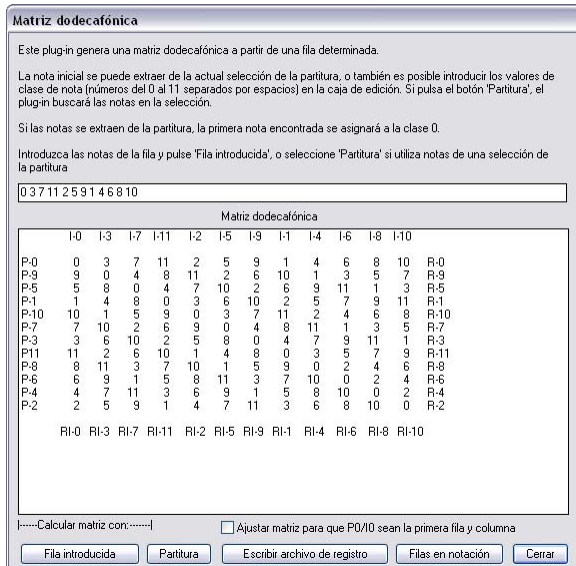 Matriz dodecafónica
Este plug-in genera una matriz dodecafónica a partir de una fila determinada.
La nota inicial se puede extraer de la actual selección de la partitura, o también es posible introducir los valores de
clase de nota (números del 0 al 11 separados por espacios) en la caja de edición. Si pulsa el botón 'Partitura', el
plug-in buscará las notas en la selección.
Si las notas se extraen de la partitura, la primera nota encontrada se asignará a la clase 0.
Introduzca las notas de la fila y pulse 'Fila introducida', o seleccione 'Partitura' si utiliza notas de una selección de
la partitura
0 3 7 11 2 5 9 1 4 6 8 10
Matriz dodecafónica
I-0 I-3 I-7 I-11 I-2 I-5 I-9 I-1 I-4 I-6 I-8 I-10
P-0 0 3 7 11 2 5 9 1 4 6 8 10 R-0
P-9 9 0 4 8 11 2 6 10 1 3 5 7 R-9
P-5 5 8 0 4 7 10 2 6 9 11 1 3 R-5
P-1 1 4 8 0 3 6 10 2 5 7 9 11 R-1
P-10 10 1 5 9 0 3 7 11 2 4 6 8 R-10
P-7 7 10 2 6 9 0 4 8 11 1 3 5 R-7
P-3 3 6 10 2 5 8 0 4 7 9 11 1 R-3
P11 11 2 6 10 1 4 8 0 3 5 7 9 R-11
P-8 8 11 3 7 10 1 5 9 0 2 4 6 R-8
P-6 6 9 1 5 8 11 3 7 10 0 2 4 R-6
P-4 4 7 11 3 6 9 1 5 8 10 0 2 R-4
P-2 2 5 9 1 4 7 11 3 6 8 10 0 R-2
RI-0 RI-3 RI-7 RI-11 RI-2 RI-5 RI-9 RI-1 RI-4 RI-6 RI-8 RI-10
|------Calcular matriz con:-------|
Ajustar matriz para que P0/I0 sean la primera fila y columna
Fila introducida Partitura Escribir archivo de registro Filas en notación Cerrar